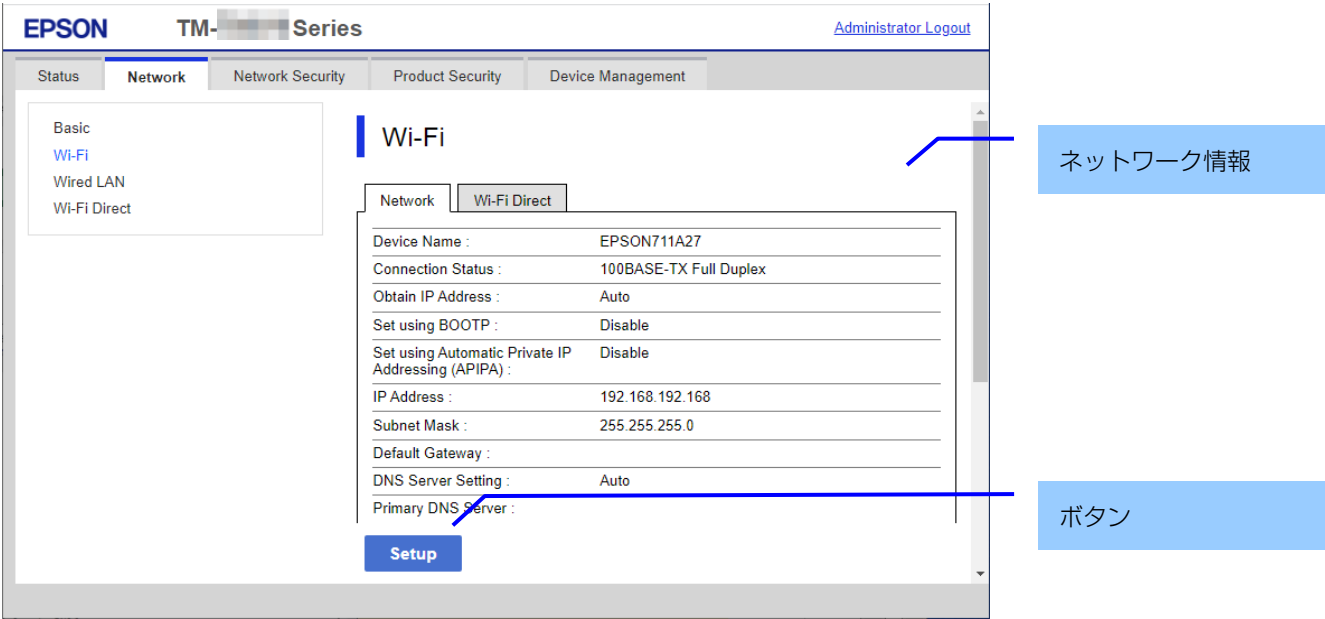 EPSON TM- Series Administrator Logout
Status Network Network Security Product Security Device Management
Basic
Wi-Fi
Wired LAN
Wi-Fi Direct
Wi-Fi
Network Wi-Fi Direct
Device Name : EPSON711A27
Connection Status : 100BASE-TX Full Duplex
Obtain IP Address : Auto
Set using BOOTP : Disable
Set using Automatic Private IP Disable
Addressing (APIPA) :
IP Address : 192.168.192.168
Subnet Mask : 255.255.255.0
Default Gateway :
DNS Server Setting : Auto
Primary DNS Server :
Setup
ネットワーク情報
ボタン